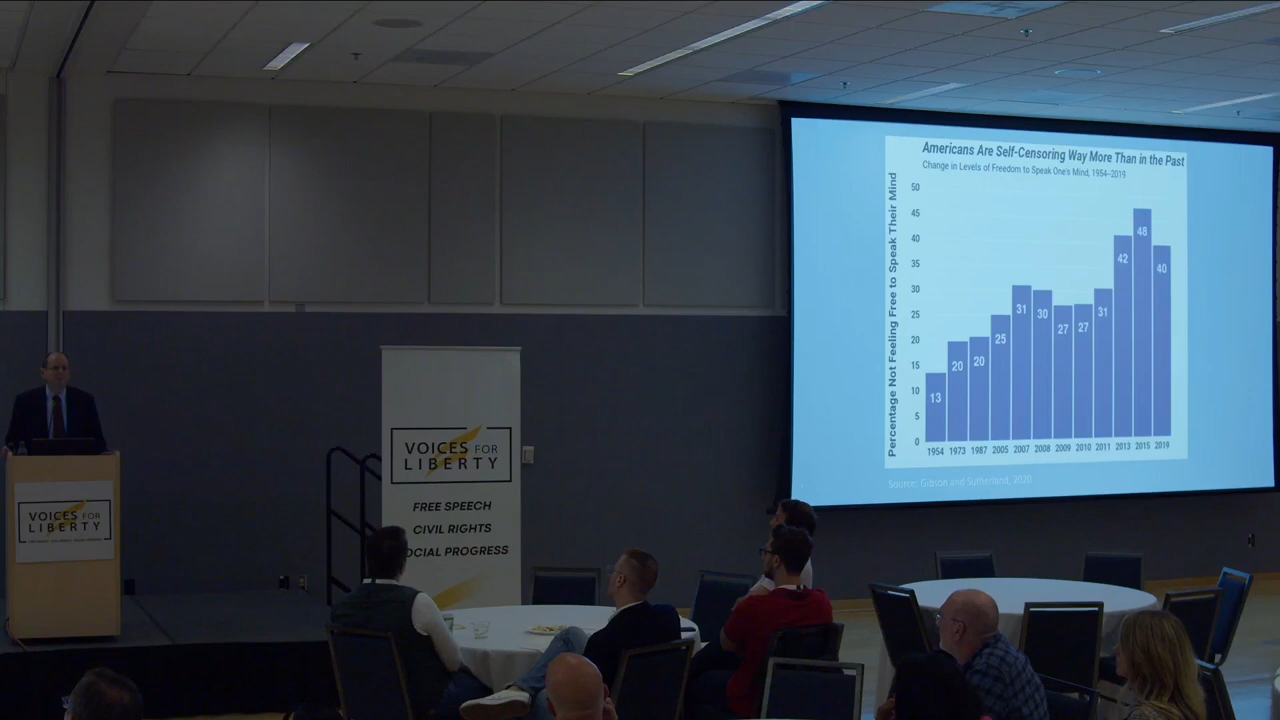 Americans Are Self-Censoring Way More Than in the Past
Change in Levels of Freedom to Speak One's Mind, 1954–2019
Percentage Not Feeling Free to Speak Their Mind
50
45
40
35
30
25
20
15
10
5
0
13
20
20
25
31
30
27
27
31
42
48
40
1954 1973 1987 2005 2007 2008 2009 2010 2011 2013 2015 2019
Source: Gibson and Sutherland, 2020
VOICES FOR
LIBERTY
FREE SPEECH
CIVIL RIGHTS
OCIAL PROGRESS
VOICES FOR
LIBERTY